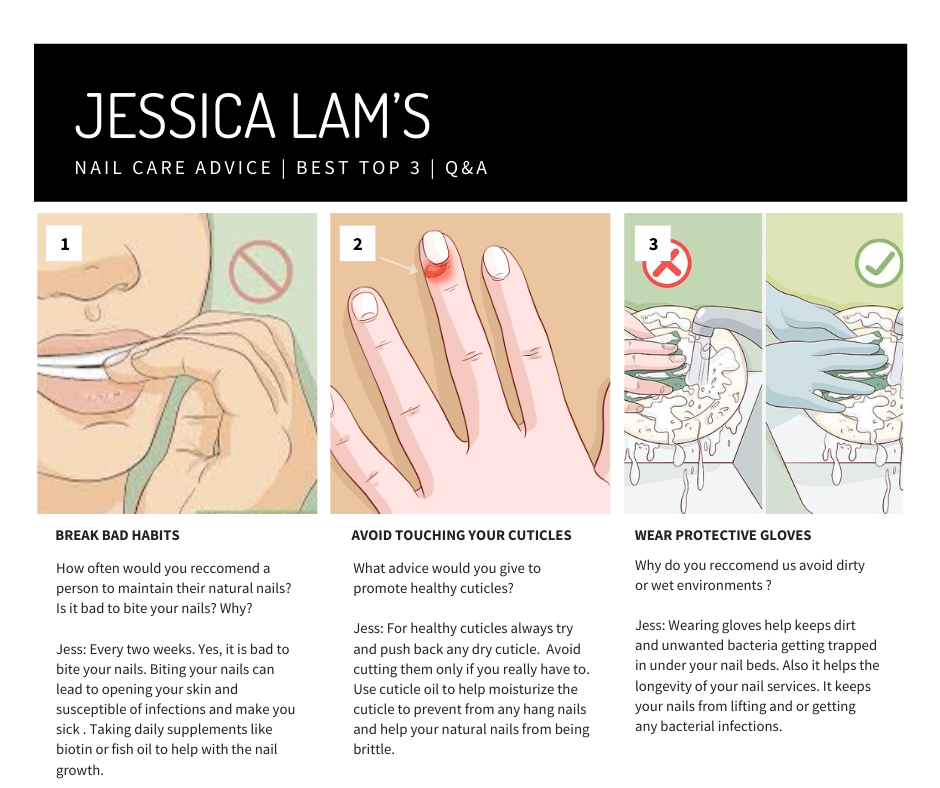 JESSICA LAM'S
NAIL CARE ADVICE | BEST TOP 3 | Q&A
1
2
3
BREAK BAD HABITS
How often would you reccomend a
person to maintain their natural nails?
Is it bad to bite your nails? Why?
Jess: Every two weeks. Yes, it is bad to
bite your nails. Biting your nails can
lead to opening your skin and
susceptible of infections and make you
sick . Taking daily supplements like
biotin or fish oil to help with the nail
growth.
AVOID TOUCHING YOUR CUTICLES
What advice would you give to
promote healthy cuticles?
Jess: For healthy cuticles always try
and push back any dry cuticle.  Avoid
cutting them only if you really have to.
Use cuticle oil to help moisturize the
cuticle to prevent from any hang nails
and help your natural nails from being
brittle.
WEAR PROTECTIVE GLOVES
Why do you reccomend us avoid dirty
or wet environments ?
Jess: Wearing gloves help keeps dirt
and unwanted bacteria getting trapped
in under your nail beds. Also it helps the
longevity of your nail services. It keeps
your nails from lifting and or getting
any bacterial infections.